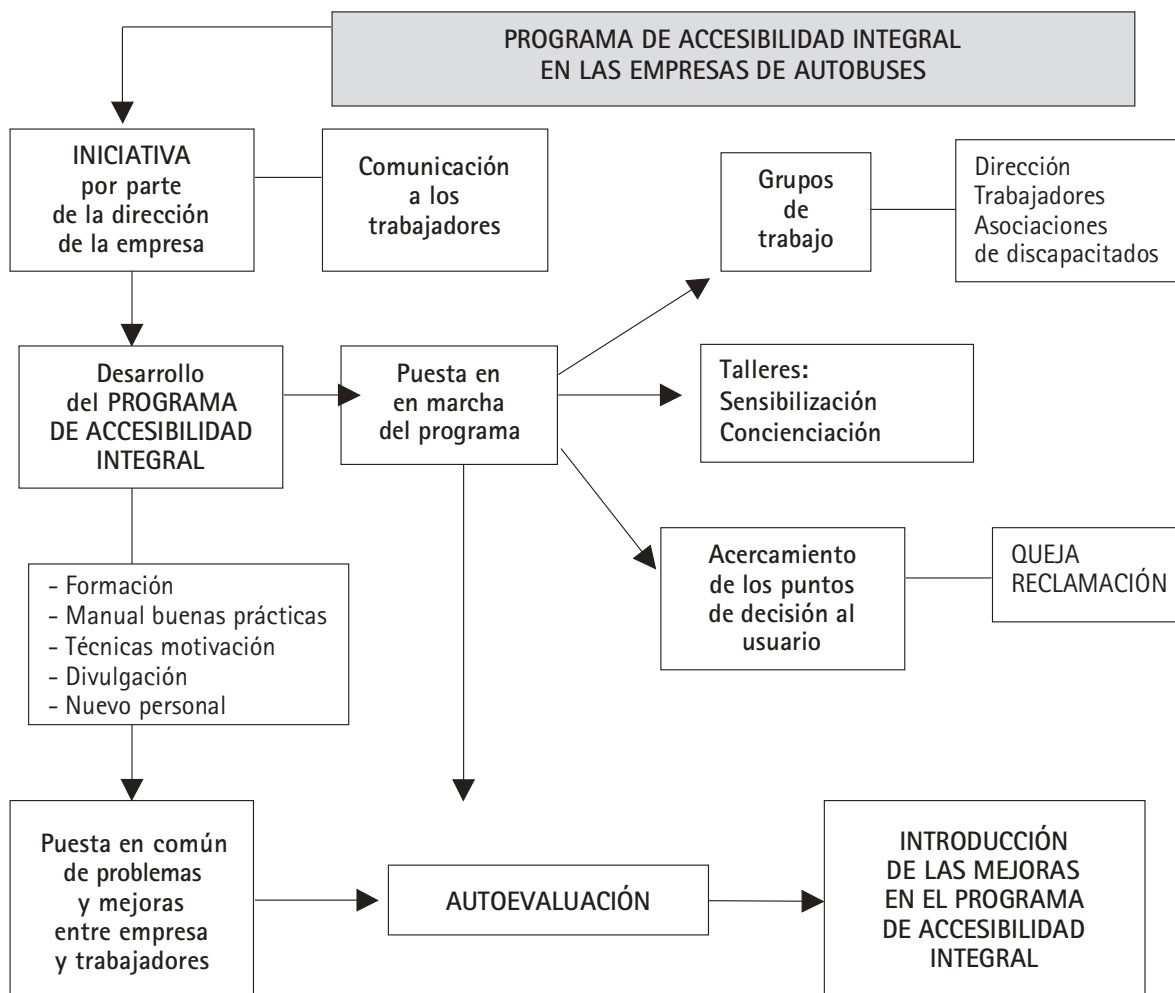 PROGRAMA DE ACCESIBILIDAD INTEGRAL
EN LAS EMPRESAS DE AUTOBUSES
INICIATIVA
por parte
de la dirección
de la empresa
Comunicación
a los
trabajadores
Grupos
de
trabajo
Dirección
Trabajadores
Asociaciones
de discapacitados
Desarrollo
del PROGRAMA
DE ACCESIBILIDAD
INTEGRAL
Puesta en
en marcha
del programa
Talleres:
Sensibilización
Concienciación
Acercamiento
de los puntos
de decisión al
usuario
QUEJA
RECLAMACIÓN
- Formación
- Manual buenas prácticas
- Técnicas motivación
- Divulgación
- Nuevo personal
Puesta en común
de problemas
y mejoras
entre empresa
y trabajadores
AUTOEVALUACIÓN
INTRODUCCIÓN
DE LAS MEJORAS
EN EL PROGRAMA
DE ACCESIBILIDAD
INTEGRAL